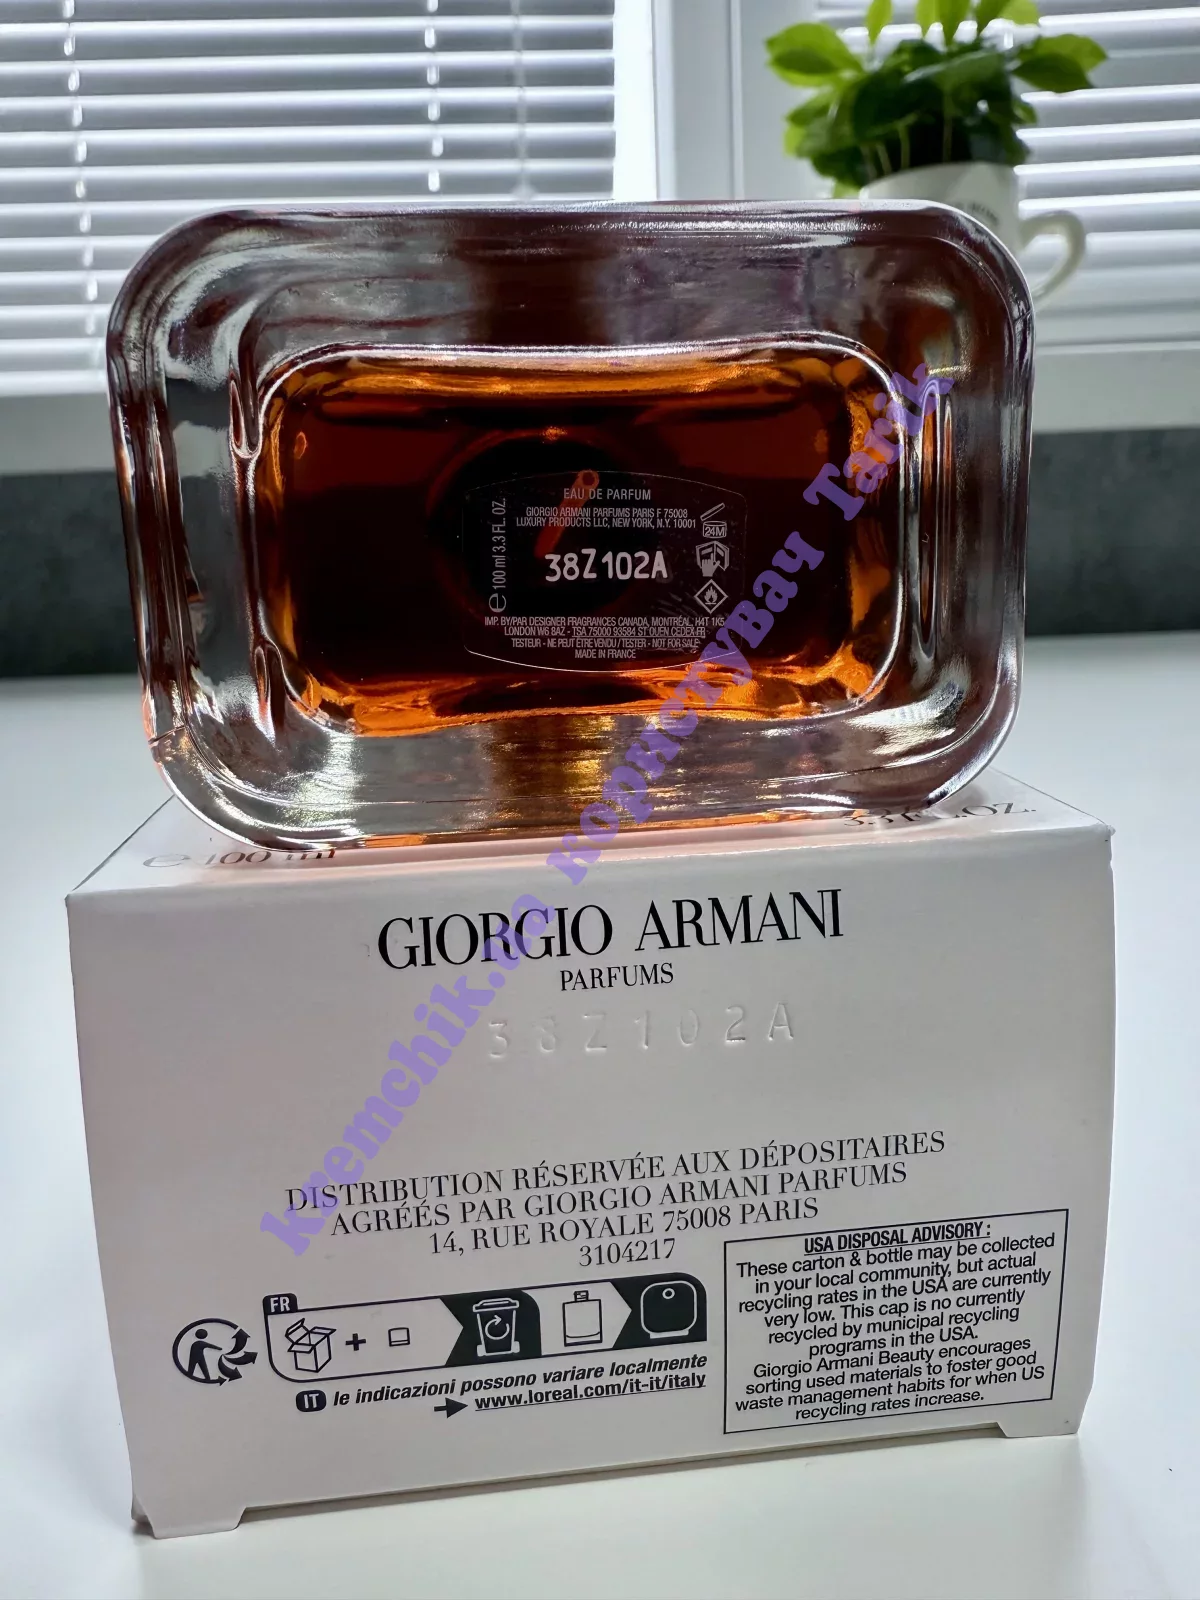 EAU DE PARFUM
GIORGIO ARMANI PARFUMS PARIS F 75008
LUXURY PRODUCTS LLC, NEW YORK, N.Y. 10001
℮ 100 ml 3.3 FL. OZ.
24M
38Z102A
IMP. BY/PAR DESIGNER FRAGRANCES CANADA, MONTRÉAL, H4T 1K5
LONDON W6 8AZ - TSA 75000 93584 ST OUEN CEDEX-FR
TESTEUR - NE PEUT ÊTRE VENDU / TESTER - NOT FOR SALE
MADE IN FRANCE
℮ 100 ml
3.3 FL. OZ.
GIORGIO ARMANI
PARFUMS
38Z102A
DISTRIBUTION RÉSERVÉE AUX DÉPOSITAIRES
AGRÉÉS PAR GIORGIO ARMANI PARFUMS
14, RUE ROYALE 75008 PARIS
3104217
FR
+
IT le indicazioni possono variare localmente
www.loreal.com/it-it/italy
USA DISPOSAL ADVISORY :
These carton & bottle may be collected
in your local community, but actual
recycling rates in the USA are currently
very low. This cap is no currently
recycled by municipal recycling
programs in the USA.
Giorgio Armani Beauty encourages
sorting used materials to foster good
waste management habits for when US
recycling rates increase.
kremchik.ua користуВач Тарік